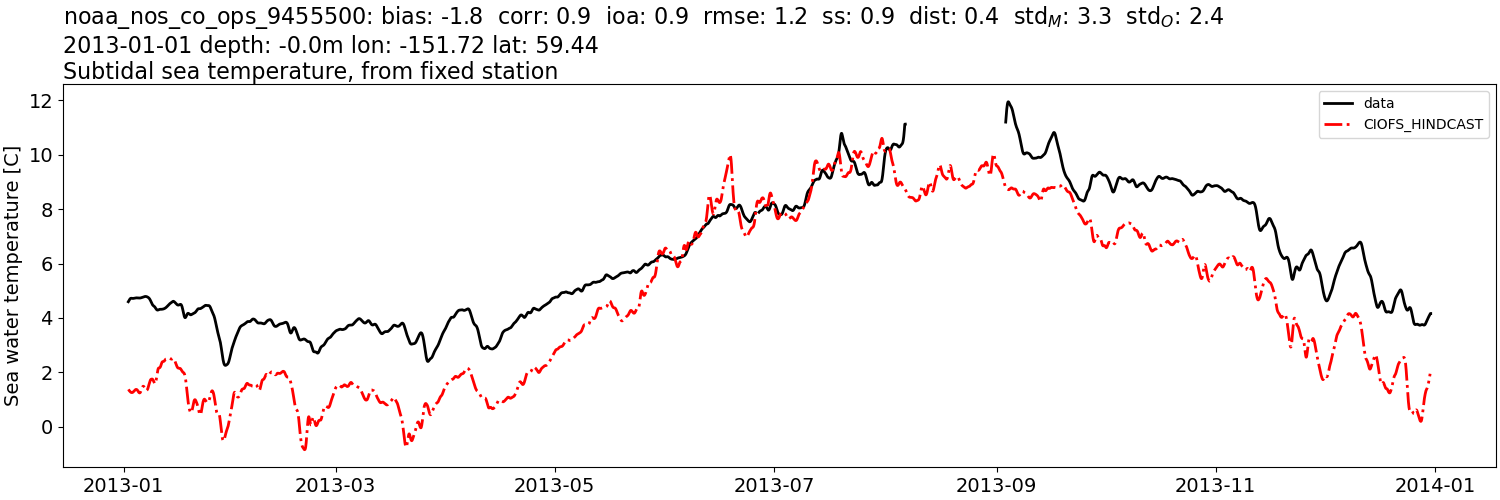 noaa_nos_co_ops_9455500: bias: -1.8  corr: 0.9  ioa: 0.9  rmse: 1.2  ss: 0.9  dist: 0.4  std_M: 3.3  std_O: 2.4
2013-01-01 depth: -0.0m lon: -151.72 lat: 59.44
Subtidal sea temperature, from fixed station
Sea water temperature [C]
12
10
8
6
4
2
0
data
CIOFS_HINDCAST
2013-01
2013-03
2013-05
2013-07
2013-09
2013-11
2014-01